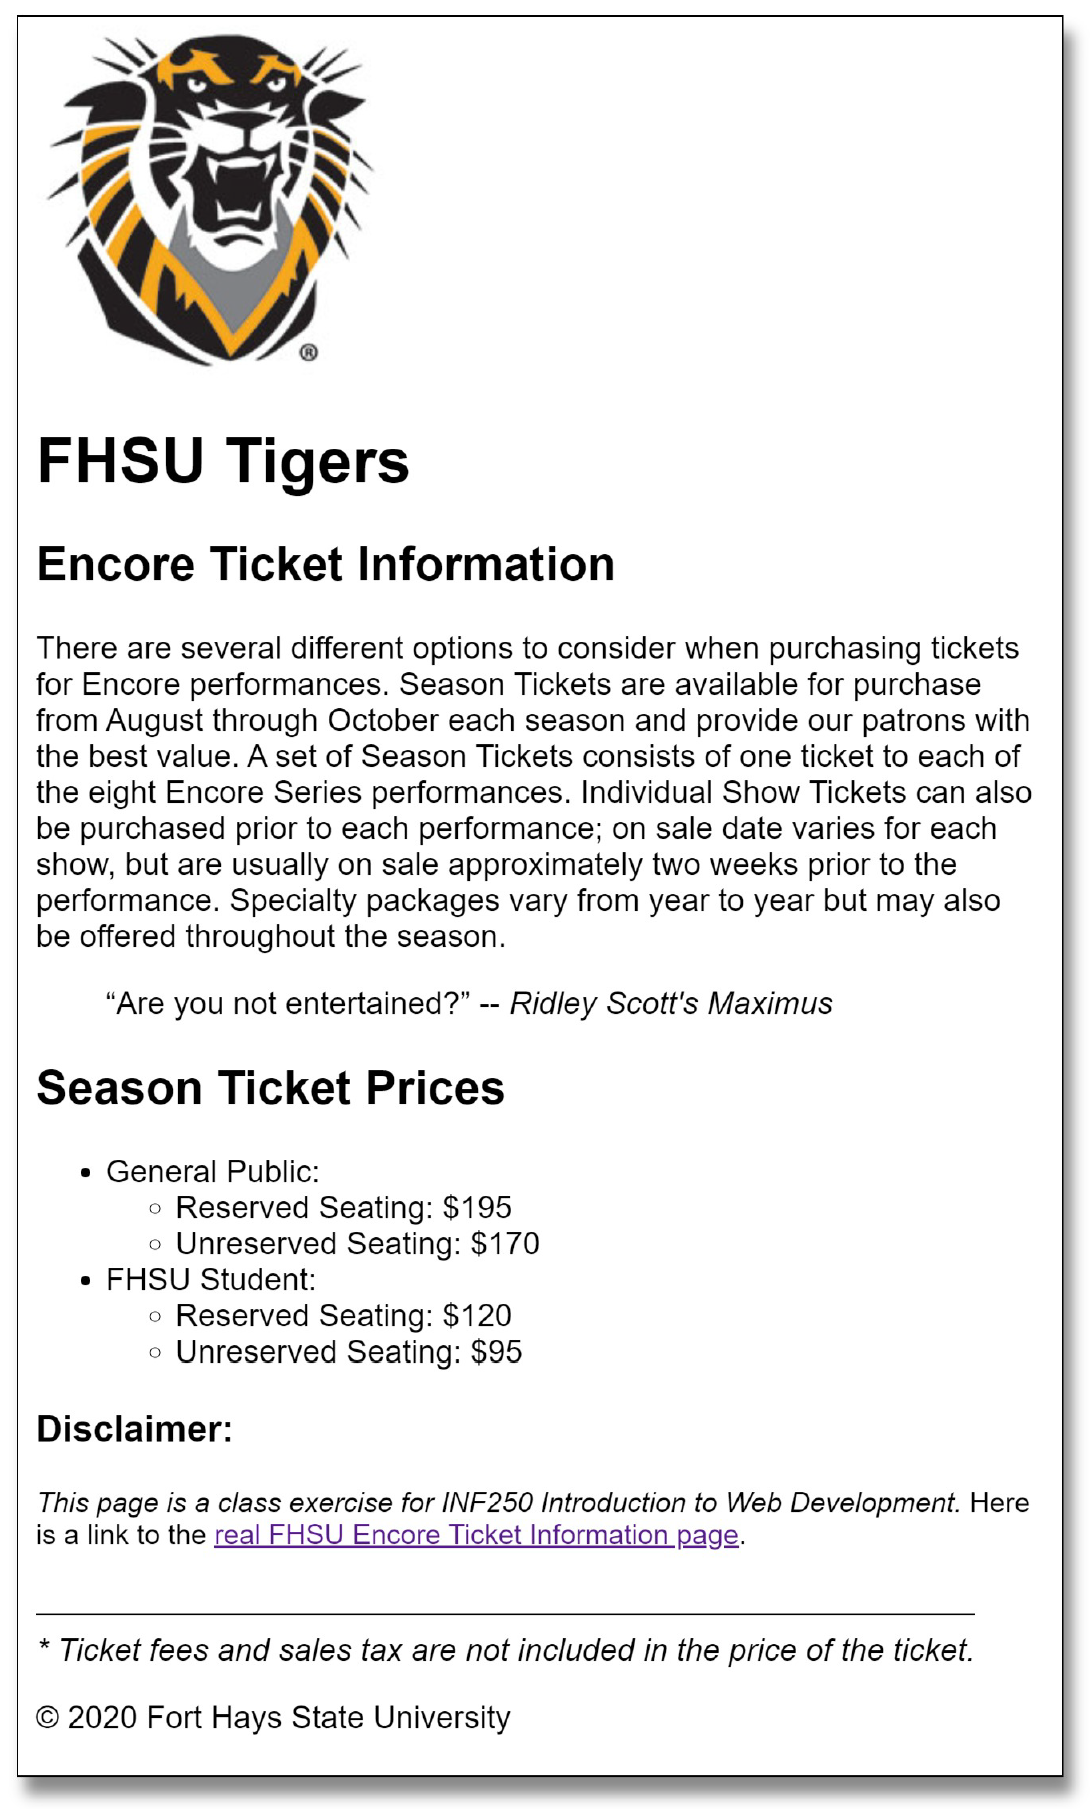 ®
FHSU Tigers
Encore Ticket Information
There are several different options to consider when purchasing tickets
for Encore performances. Season Tickets are available for purchase
from August through October each season and provide our patrons with
the best value. A set of Season Tickets consists of one ticket to each of
the eight Encore Series performances. Individual Show Tickets can also
be purchased prior to each performance; on sale date varies for each
show, but are usually on sale approximately two weeks prior to the
performance. Specialty packages vary from year to year but may also
be offered throughout the season.
“Are you not entertained?” -- Ridley Scott's Maximus
Season Ticket Prices
• General Public:
○ Reserved Seating: $195
○ Unreserved Seating: $170
• FHSU Student:
○ Reserved Seating: $120
○ Unreserved Seating: $95
Disclaimer:
This page is a class exercise for INF250 Introduction to Web Development. Here
is a link to the real FHSU Encore Ticket Information page.
* Ticket fees and sales tax are not included in the price of the ticket.
© 2020 Fort Hays State University